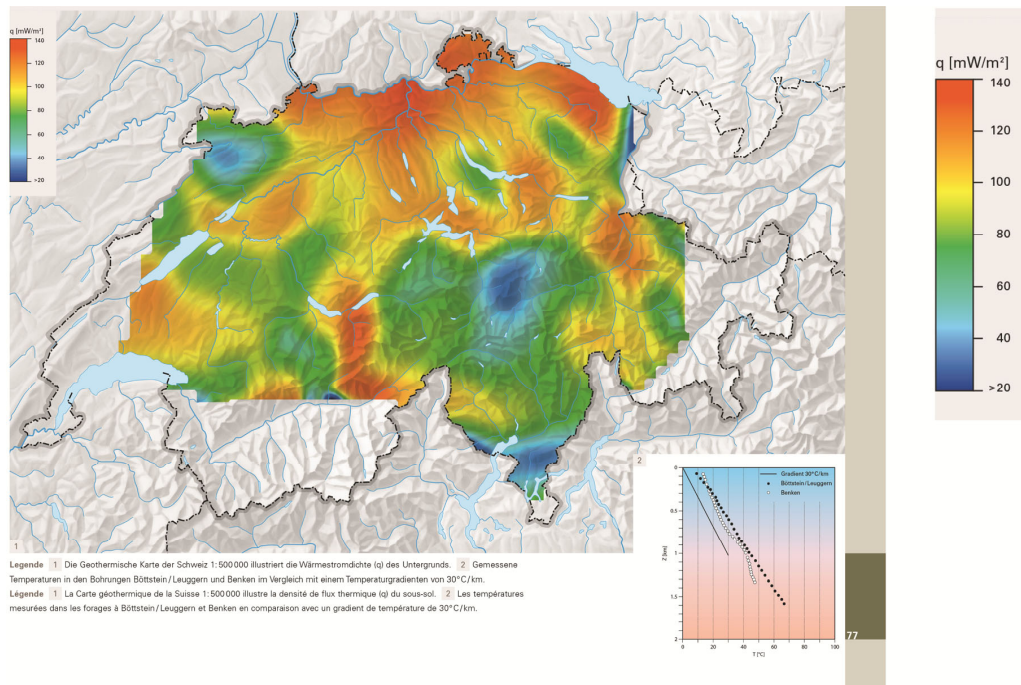 q [mW/m²]
140
120
100
80
60
40
>20
q [mW/m²]
140
120
100
80
60
40
>20
1
2
0
0.5
1
1.5
2
Z [km]
0 20 40 60 80 100
T [°C]
Gradient 30°C/km
Böttstein/Leuggern
Benken
Legende 1 Die Geothermische Karte der Schweiz 1:500000 illustriert die Wärmestromdichte (q) des Untergrunds. 2 Gemessene
Temperaturen in den Bohrungen Böttstein/Leuggern und Benken im Vergleich mit einem Temperaturgradienten von 30°C/km.
Légende 1 La Carte géothermique de la Suisse 1:500000 illustre la densité de flux thermique (q) du sous-sol. 2 Les températures
mesurées dans les forages à Böttstein/Leuggern et Benken en comparaison avec un gradient de température de 30°C/km.
77